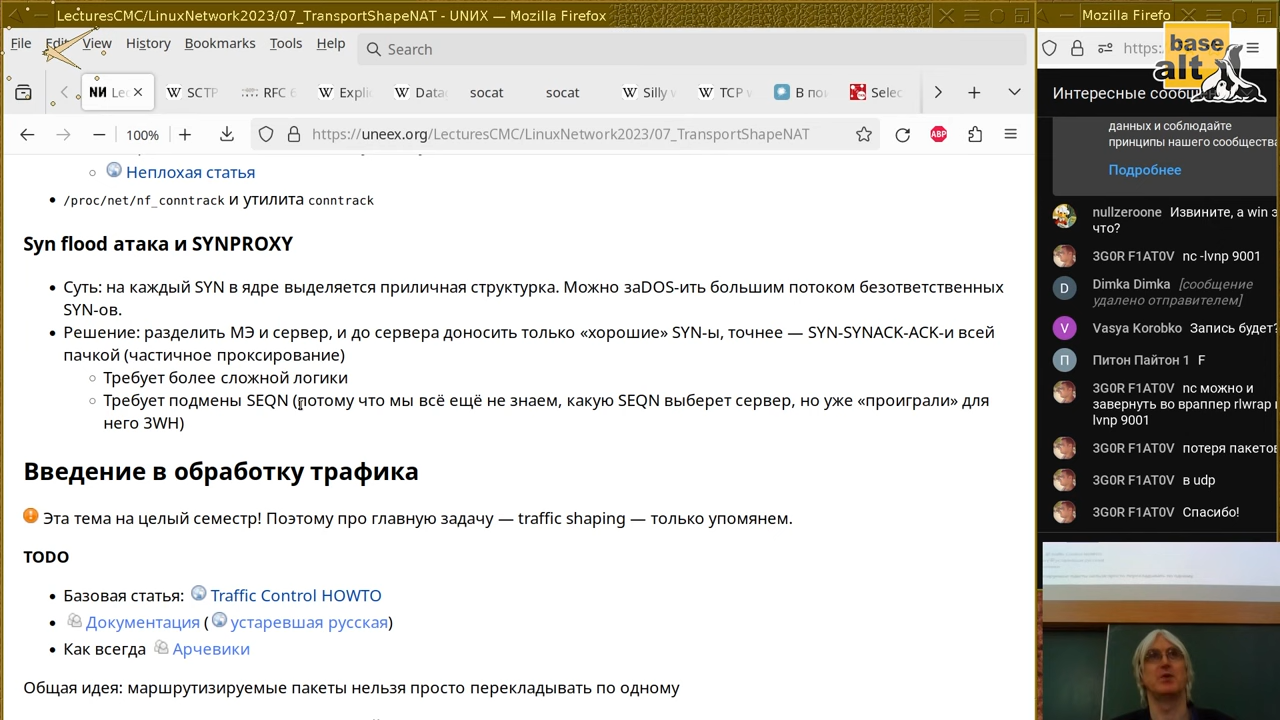 LecturesCMC/LinuxNetwork2023/07_TransportShapeNAT - UNИX — Mozilla Firefox
File Edit View History Bookmarks Tools Help
Search
Lec
SCTP
RFC 6
Expli
Data
socat
socat
Silly
TCP
В по
Selec
100%
https://uneex.org/LecturesCMC/LinuxNetwork2023/07_TransportShapeNAT
ABP
Неплохая статья
/proc/net/nf_conntrack и утилита conntrack
Syn flood атака и SYNPROXY
Суть: на каждый SYN в ядре выделяется приличная структурка. Можно заDOS-ить большим потоком безответственных
SYN-ов.
Решение: разделить МЭ и сервер, и до сервера доносить только «хорошие» SYN-ы, точнее — SYN-SYNACK-ACK-и всей
пачкой (частичное проксирование)
Требует более сложной логики
Требует подмены SEQN (потому что мы всё ещё не знаем, какую SEQN выберет сервер, но уже «проиграли» для
него 3WH)
Введение в обработку трафика
Эта тема на целый семестр! Поэтому про главную задачу — traffic shaping — только упомянем.
TODO
Базовая статья: Traffic Control HOWTO
Документация (устаревшая русская)
Как всегда Арчевики
Общая идея: маршрутизируемые пакеты нельзя просто перекладывать по одному
Mozilla Firefo
https:
base
alt
Интересные сообщ
данных и соблюдайте
принципы нашего сообщества
Подробнее
nullzeroone Извините, а win э
что?
3G0R F1AT0V nc -lvnp 9001
Dimka Dimka [сообщение
удалено отправителем]
Vasya Korobko Запись будет?
Питон Пайтон 1 F
3G0R F1AT0V nc можно и
завернуть во враппер rlwrap
lvnp 9001
3G0R F1AT0V потеря пакетов
3G0R F1AT0V в udp
3G0R F1AT0V Спасибо!